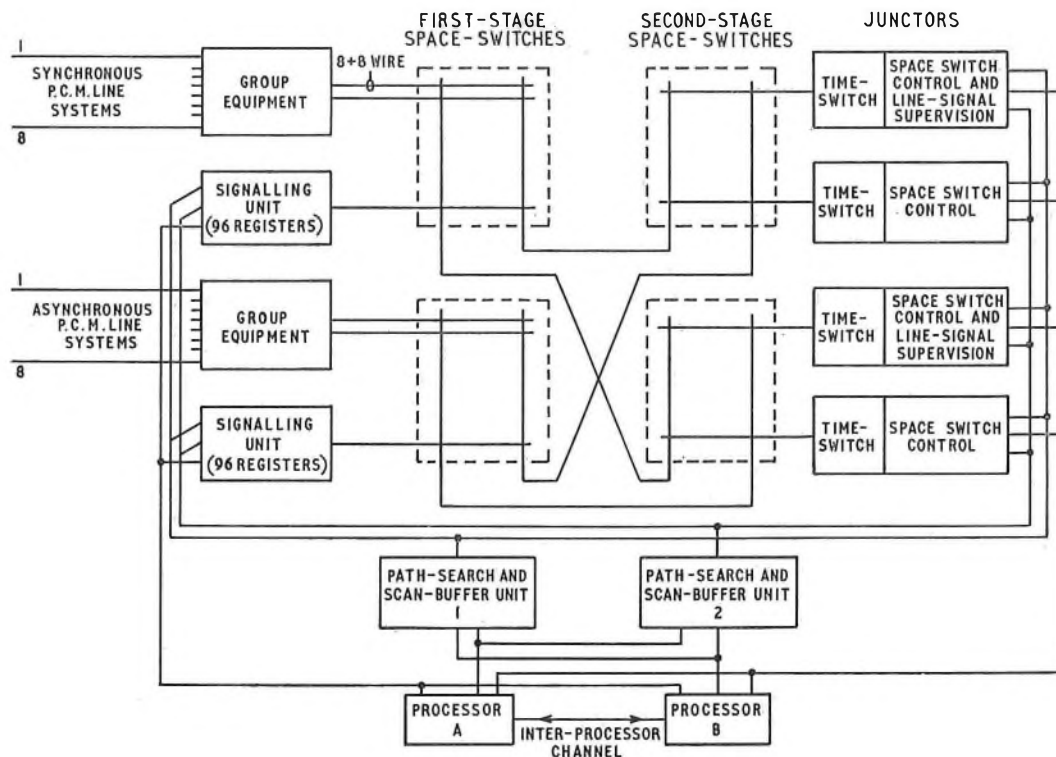 FIRST-STAGE
SPACE-SWITCHES
SECOND-STAGE
SPACE-SWITCHES
JUNCTORS
1
SYNCHRONOUS
P.C.M. LINE
SYSTEMS
8
GROUP
EQUIPMENT
8+8 WIRE
TIME-
SWITCH
SPACE SWITCH
CONTROL AND
LINE-SIGNAL
SUPERVISION
SIGNALLING
UNIT
(96 REGISTERS)
TIME-
SWITCH
SPACE SWITCH
CONTROL
1
ASYNCHRONOUS
P.C.M. LINE
SYSTEMS
8
GROUP
EQUIPMENT
TIME-
SWITCH
SPACE SWITCH
CONTROL AND
LINE-SIGNAL
SUPERVISION
SIGNALLING
UNIT
(96 REGISTERS)
TIME-
SWITCH
SPACE SWITCH
CONTROL
PATH-SEARCH AND
SCAN-BUFFER UNIT
1
PATH-SEARCH AND
SCAN-BUFFER UNIT
2
PROCESSOR
A
INTER-PROCESSOR
CHANNEL
PROCESSOR
B